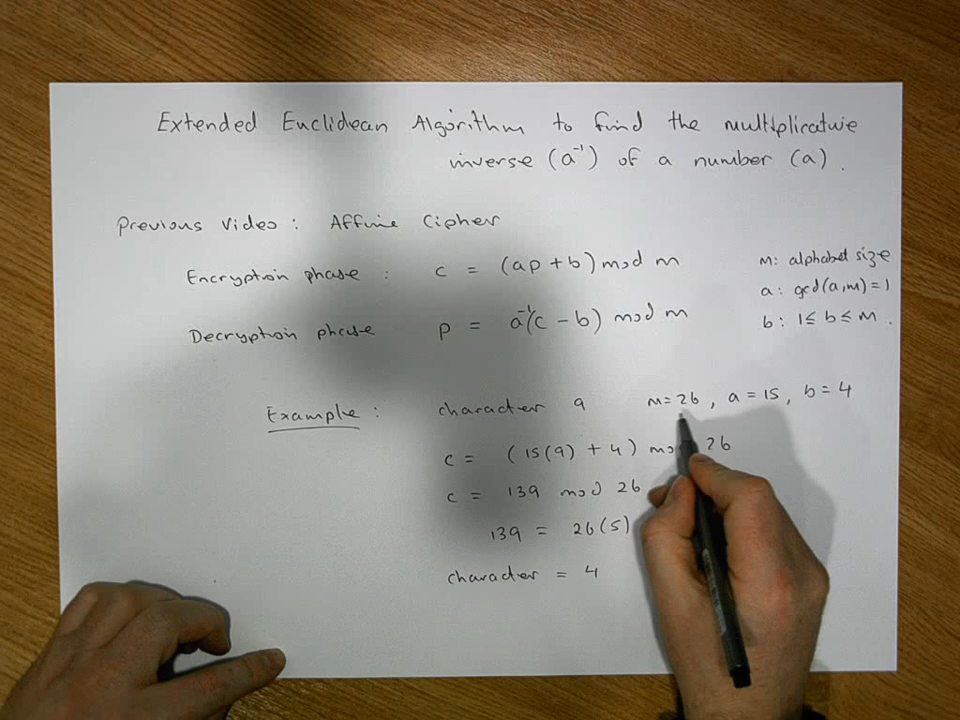 Extended Euclidean Algorithm to find the multiplicative
inverse (a⁻¹) of a number (a).
Previous Video: Affine Cipher
Encryption phase : c = (ap + b) mod m
m: alphabet size
a: gcd(a,m)=1
Decryption phase p = a⁻¹(c - b) mod m
b: 1 ≤ b ≤ m.
Example : character 9 m=26, a=15, b=4
c = (15(9) + 4) mod 26
c = 139 mod 26
139 = 26(5)
character = 4